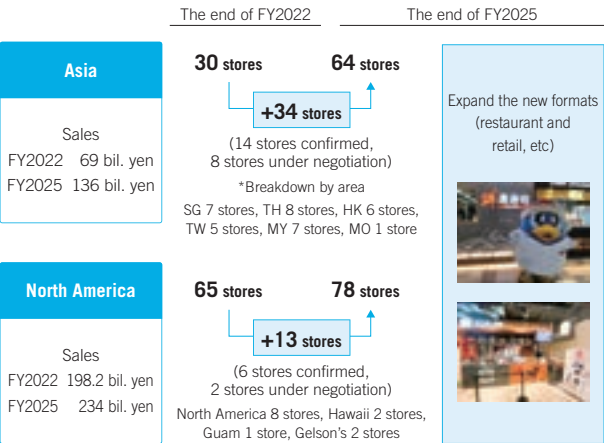 The end of FY2022
The end of FY2025
Asia
Sales
FY2022 69 bil. yen
FY2025 136 bil. yen
30 stores
64 stores
+34 stores
(14 stores confirmed,
8 stores under negotiation)
*Breakdown by area
SG 7 stores, TH 8 stores, HK 6 stores,
TW 5 stores, MY 7 stores, MO 1 store
North America
Sales
FY2022 198.2 bil. yen
FY2025 234 bil. yen
65 stores
78 stores
+13 stores
(6 stores confirmed,
2 stores under negotiation)
North America 8 stores, Hawaii 2 stores,
Guam 1 store, Gelson's 2 stores
Expand the new formats
(restaurant and
retail, etc)